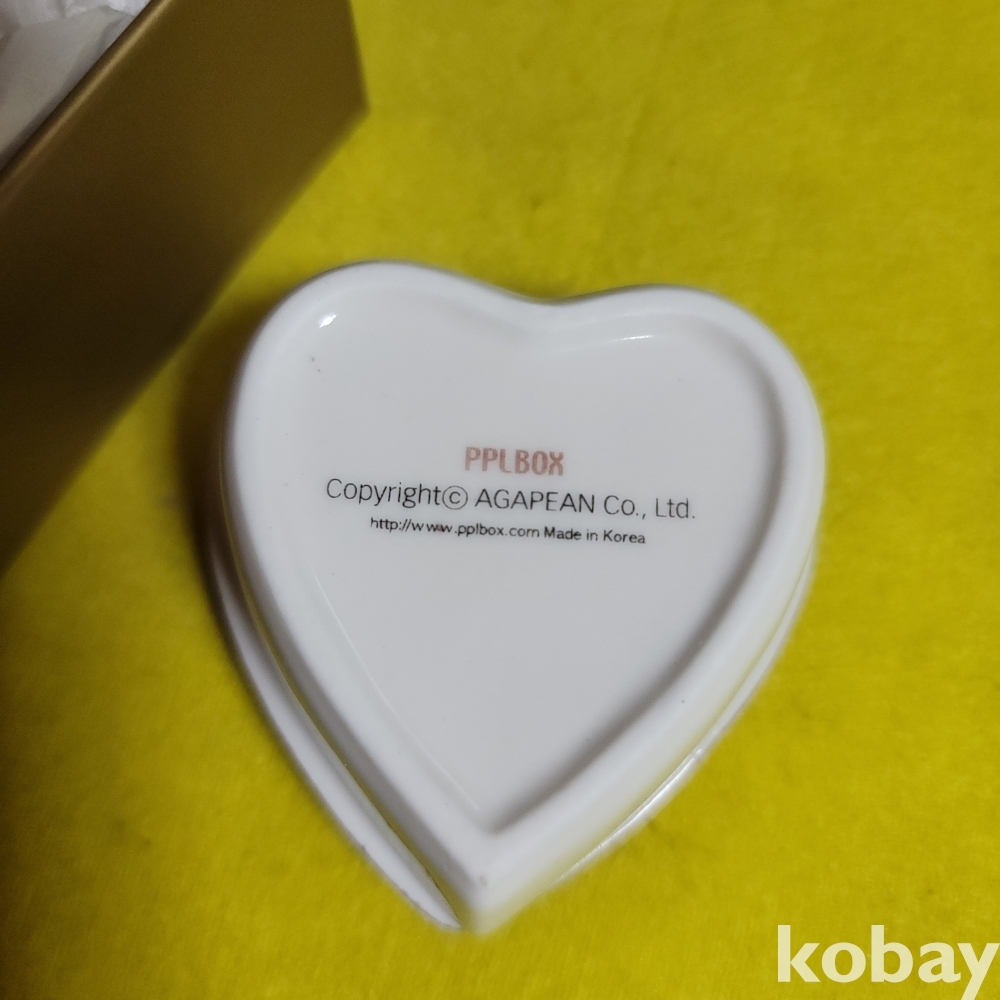 PPLBOX
Copyright© AGAPEAN Co., Ltd.
http://www.pplbox.com Made in Korea
kobay